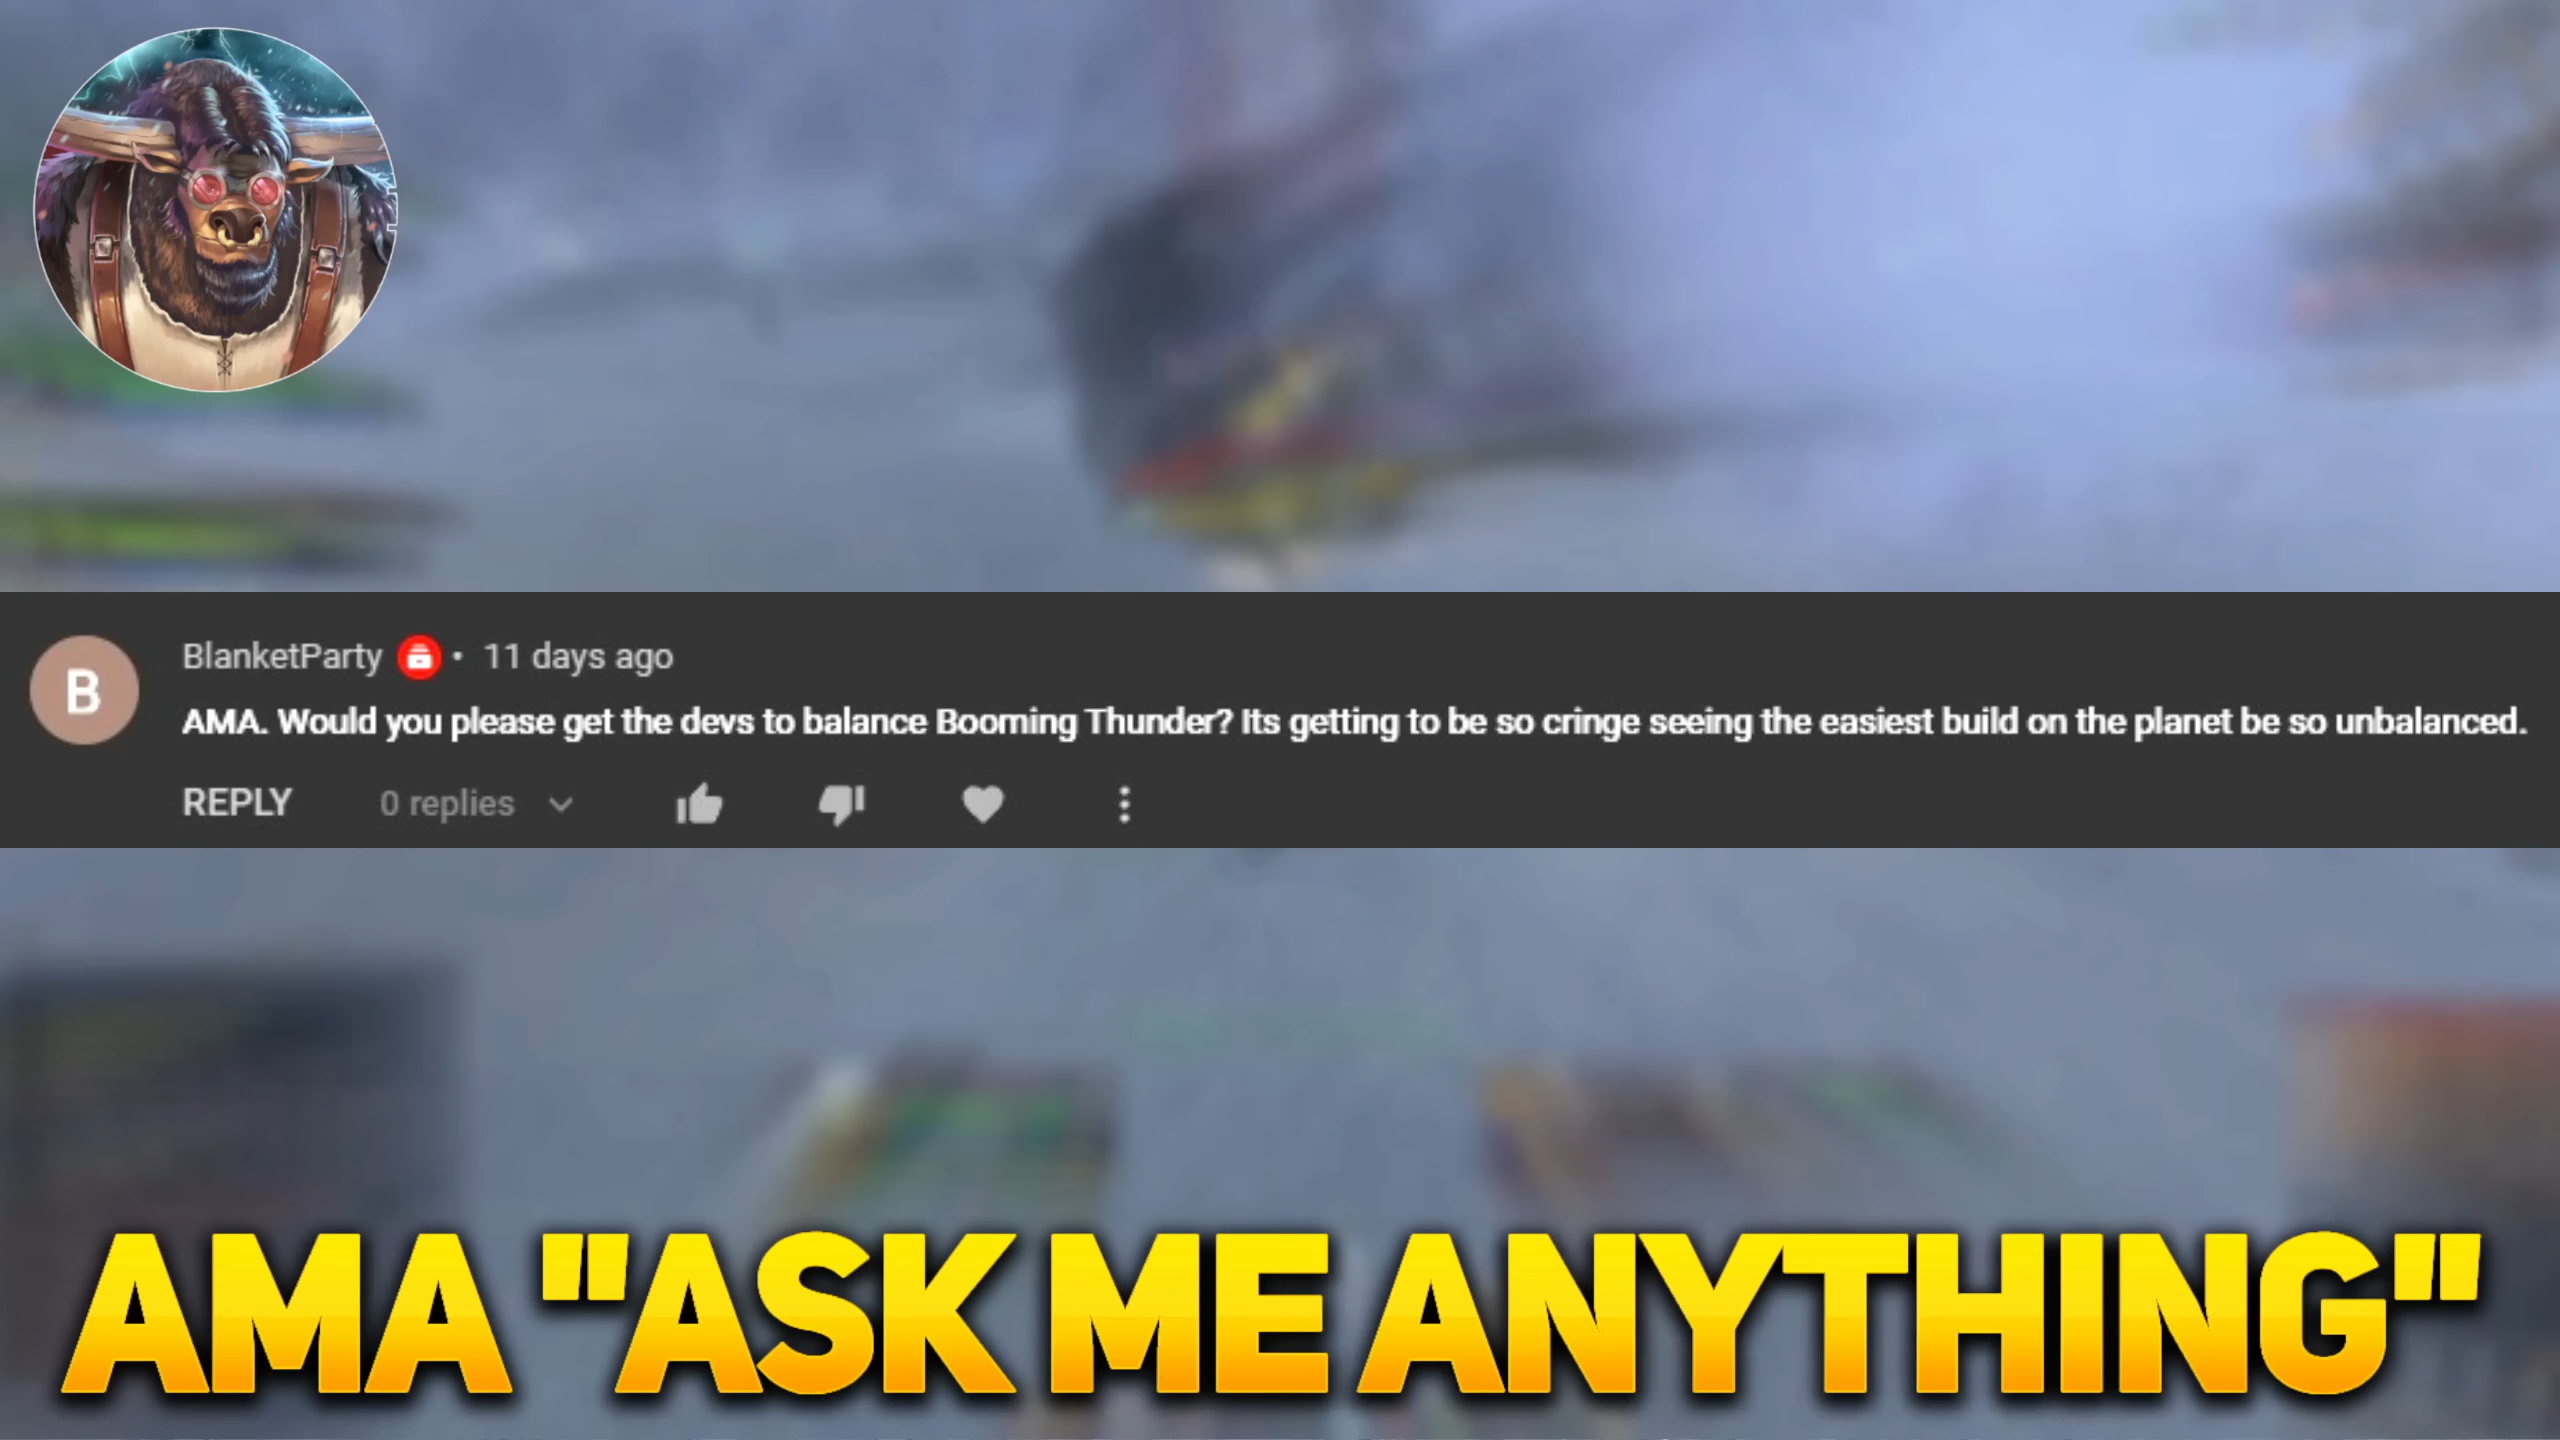 B
BlanketParty • 11 days ago
AMA. Would you please get the devs to balance Booming Thunder? Its getting to be so cringe seeing the easiest build on the planet be so unbalanced.
REPLY 0 replies
AMA "ASK ME ANYTHING"